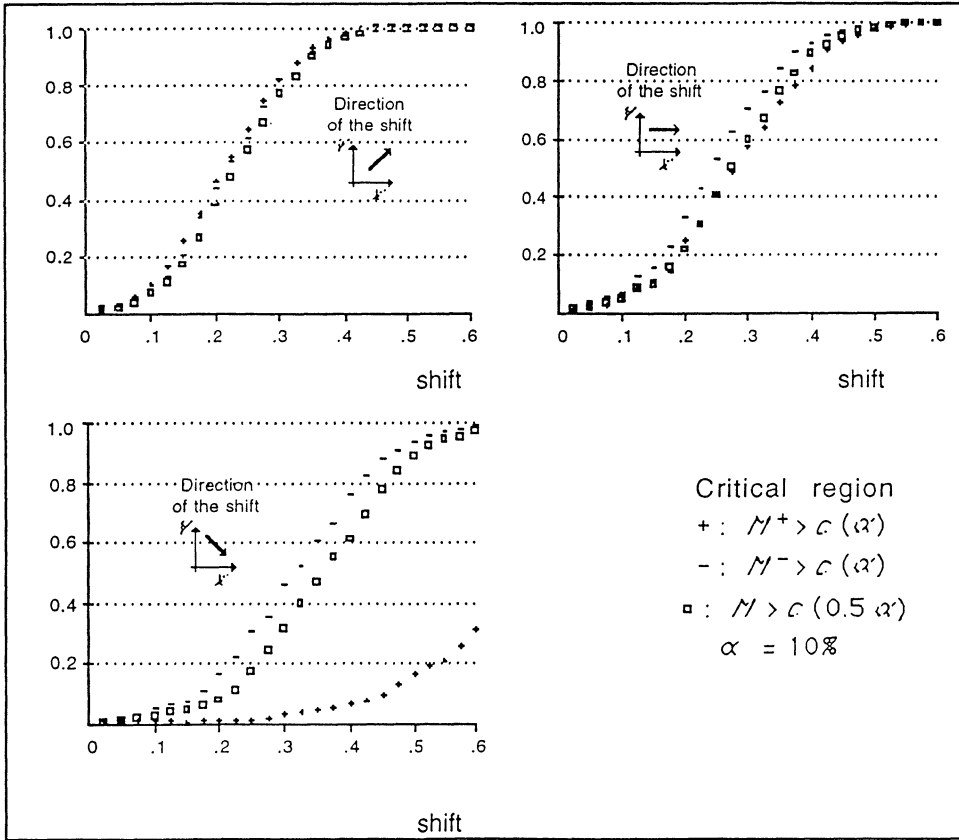 1.0
0.8
0.6
0.4
0.2
0 .1 .2 .3 .4 .5 .6
shift
Direction
of the shift
1.0
0.8
0.6
0.4
0.2
0 .1 .2 .3 .4 .5 .6
shift
Direction
of the shift
1.0
0.8
0.6
0.4
0.2
0 .1 .2 .3 .4 .5 .6
shift
Direction
of the shift
Critical region
+ : M⁺ > c (α)
− : M⁻ > c (α)
□ : M > c (0.5 α)
α = 10%